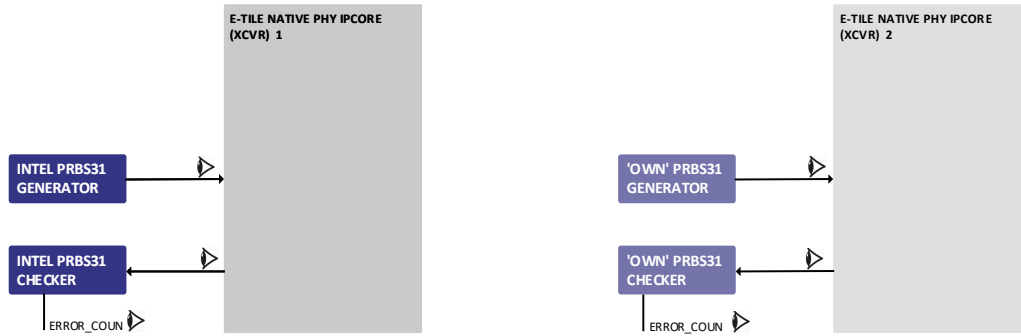 E-TILE NATIVE PHY IPCORE
(XCVR) 1
INTEL PRBS31
GENERATOR
INTEL PRBS31
CHECKER
ERROR_COUN
E-TILE NATIVE PHY IPCORE
(XCVR) 2
'OWN' PRBS31
GENERATOR
'OWN' PRBS31
CHECKER
ERROR_COUN